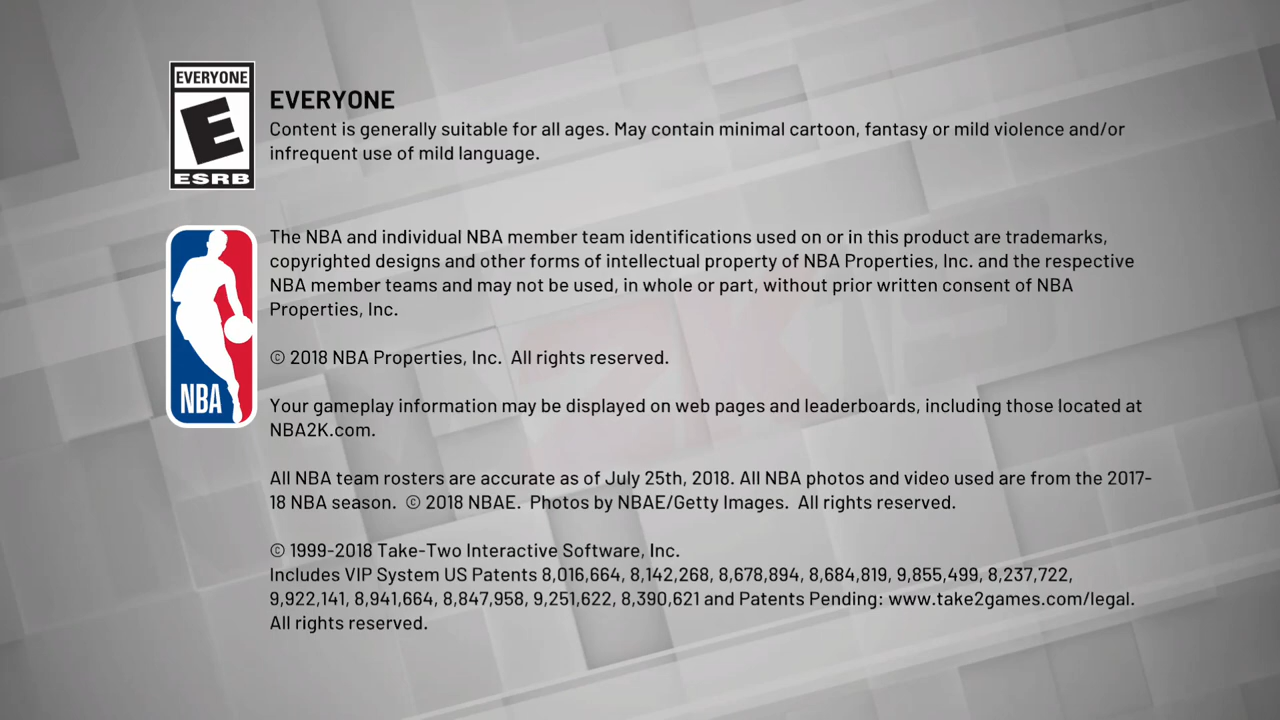 EVERYONE
E
ESRB
EVERYONE
Content is generally suitable for all ages. May contain minimal cartoon, fantasy or mild violence and/or
infrequent use of mild language.
The NBA and individual NBA member team identifications used on or in this product are trademarks,
copyrighted designs and other forms of intellectual property of NBA Properties, Inc. and the respective
NBA member teams and may not be used, in whole or part, without prior written consent of NBA
Properties, Inc.
© 2018 NBA Properties, Inc.  All rights reserved.
NBA
Your gameplay information may be displayed on web pages and leaderboards, including those located at
NBA2K.com.
All NBA team rosters are accurate as of July 25th, 2018. All NBA photos and video used are from the 2017-
18 NBA season.  © 2018 NBAE.  Photos by NBAE/Getty Images.  All rights reserved.
© 1999-2018 Take-Two Interactive Software, Inc.
Includes VIP System US Patents 8,016,664, 8,142,268, 8,678,894, 8,684,819, 9,855,499, 8,237,722,
9,922,141, 8,941,664, 8,847,958, 9,251,622, 8,390,621 and Patents Pending: www.take2games.com/legal.
All rights reserved.
2K19